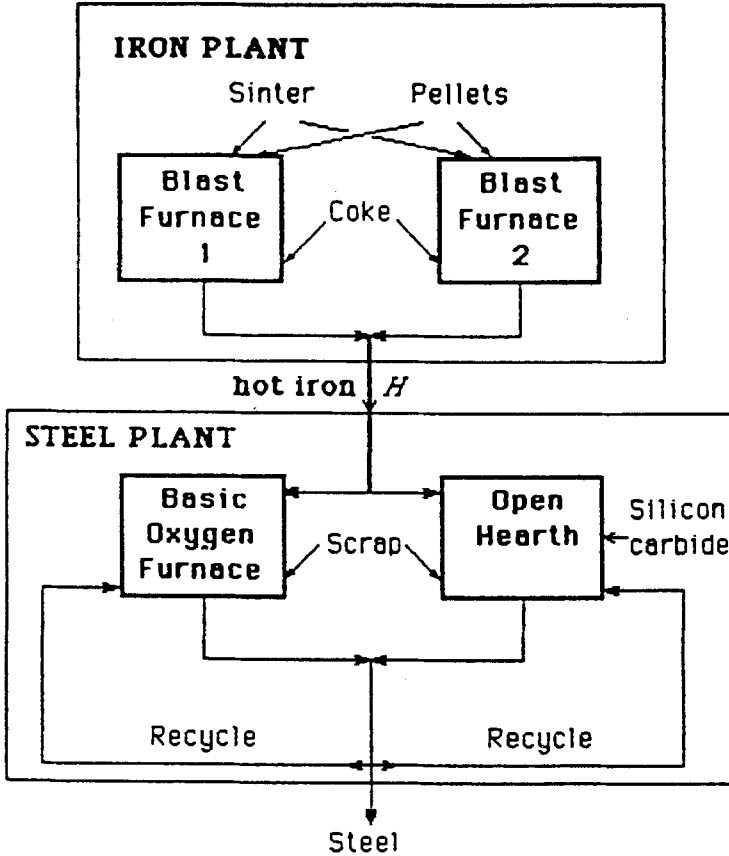 IRON PLANT
Sinter
Pellets
Blast
Furnace
1
Coke
Blast
Furnace
2
hot iron H
STEEL PLANT
Basic
Oxygen
Furnace
Scrap
Open
Hearth
Silicon
carbide
Recycle
Recycle
Steel